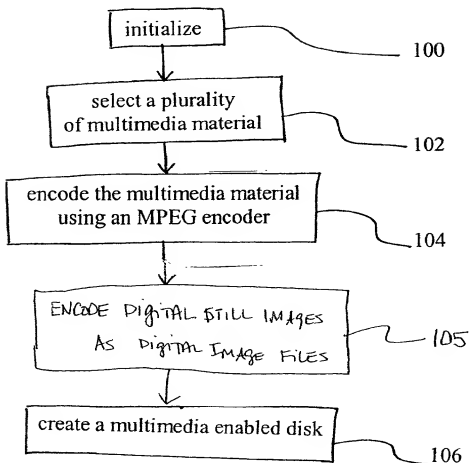 initialize
100
select a plurality
of multimedia material
102
encode the multimedia material
using an MPEG encoder
104
ENCODE DIGITAL STILL IMAGES
AS DIGITAL IMAGE FILES
105
create a multimedia enabled disk
106